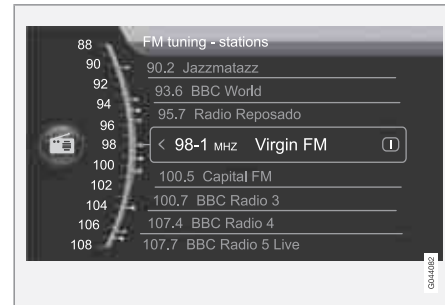 FM tuning - stations
88
90
92
94
96
98
100
102
104
106
108
90.2 Jazzmatazz
93.6 BBC World
95.7 Radio Reposado
< 98-1 MHZ Virgin FM
100.5 Capital FM
100.7 BBC Radio 3
107.4 BBC Radio 4
107.7 BBC Radio 5 Live
G044082